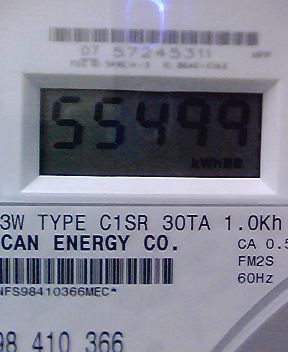 07 57245311
55499
kWh
3W TYPE C1SR 30TA 1.0Kh
CAN ENERGY CO.
CA 0.5
FM2S
60Hz
NFS98410366MEC*
98 410 366